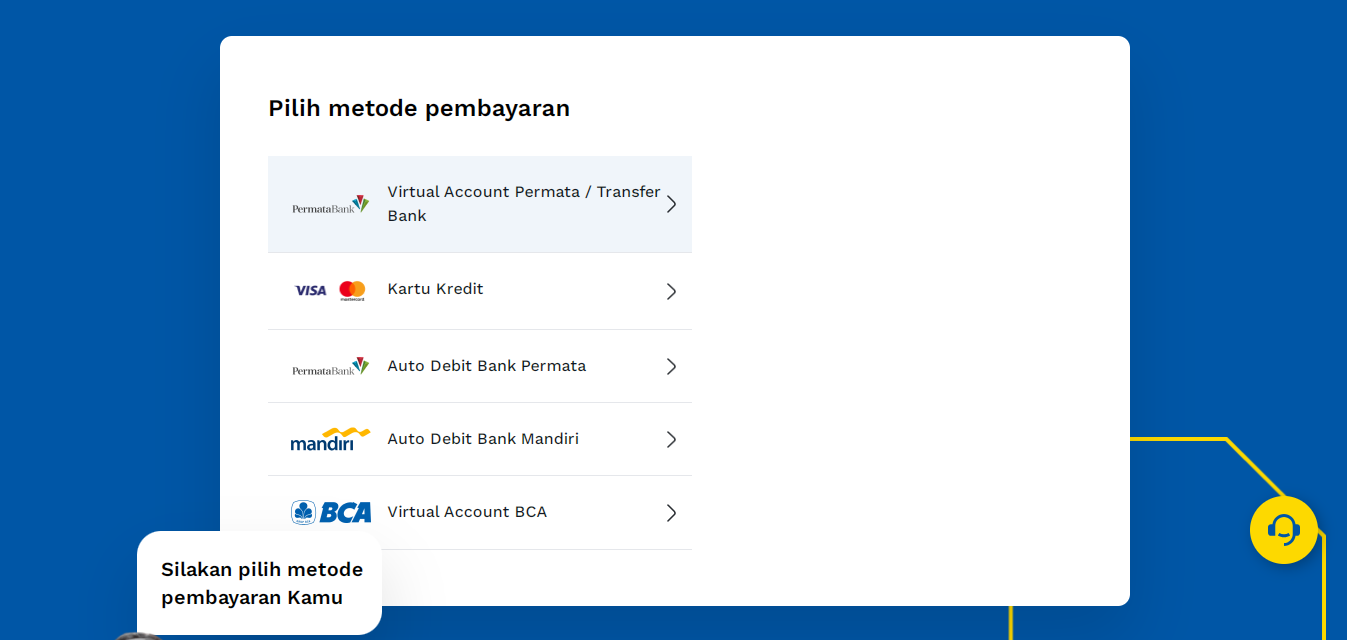 Pilih metode pembayaran
PermataBank
Virtual Account Permata / Transfer
Bank
VISA
mastercard
Kartu Kredit
PermataBank
Auto Debit Bank Permata
mandiri
Auto Debit Bank Mandiri
BCA
Virtual Account BCA
Silakan pilih metode
pembayaran Kamu